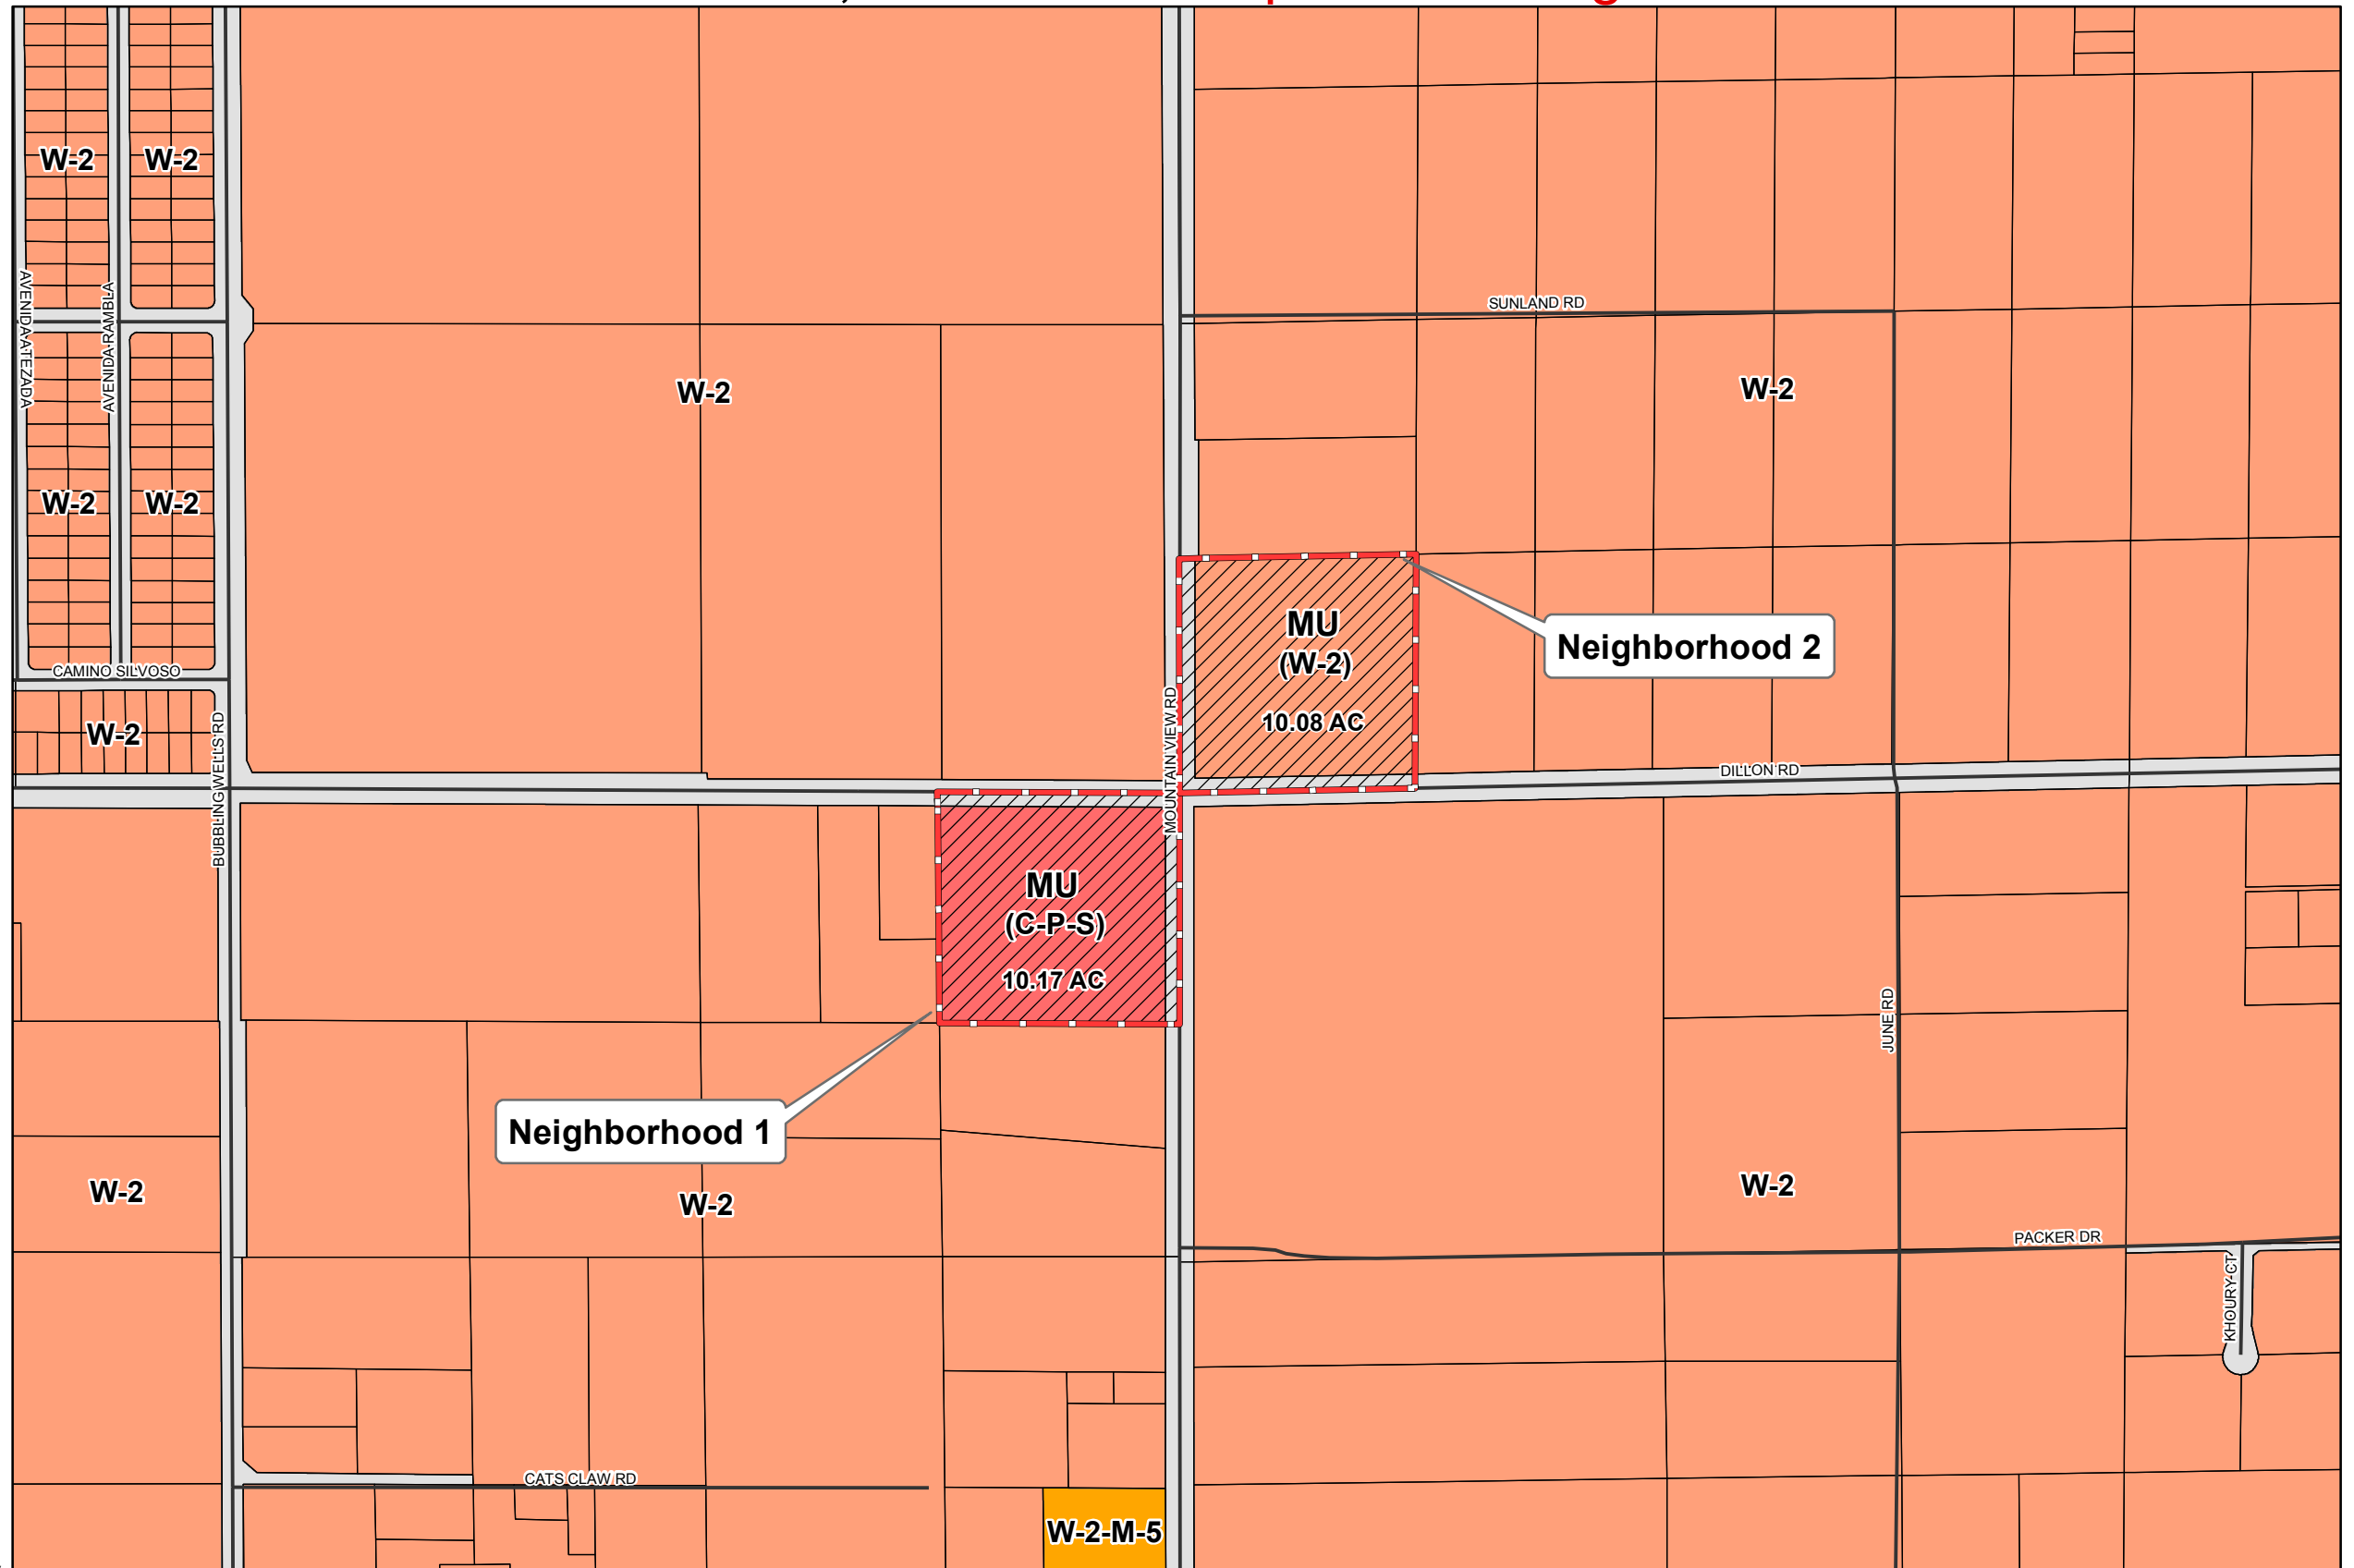 W-2
W-2
AVENIDA ATEZADA
AVENIDA RAMBLA
SUNLAND RD
W-2
W-2
W-2
W-2
MU
(W-2)
10.08 AC
Neighborhood 2
CAMINO SILVOSO
W-2
BUBBLING WELLS RD
MOUNTAIN VIEW RD
DILLON RD
MU
(C-P-S)
10.17 AC
JUNE RD
Neighborhood 1
W-2
W-2
W-2
PACKER DR
KHOURY CT
CATS CLAW RD
W-2-M-5